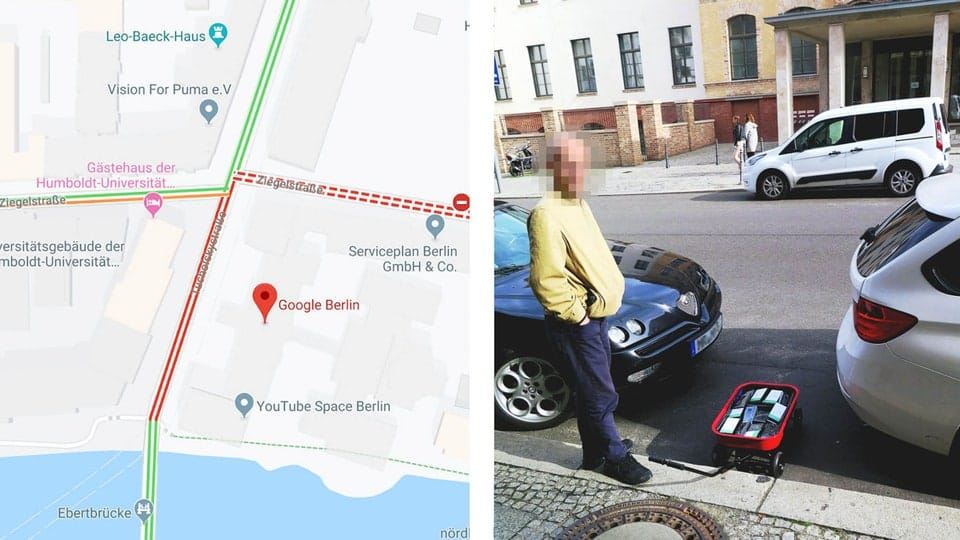 Leo-Baeck-Haus
Vision For Puma e.V
Gästehaus der
Humboldt-Universität...
Ziegelstraße
Ziegelstraße
versitätsgebäude der
mboldt-Universität...
Tucholskystraße
Serviceplan Berlin
GmbH & Co.
Google Berlin
YouTube Space Berlin
Ebertbrücke
nörd
H